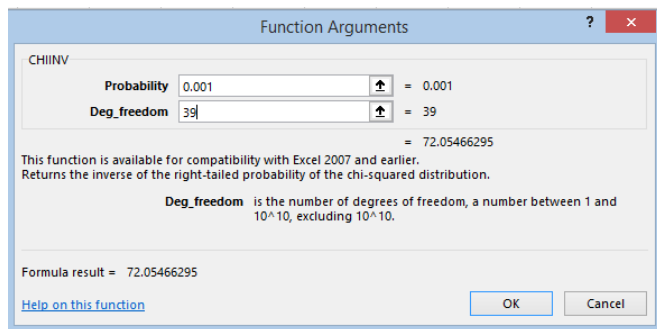 Function Arguments ? ×
CHIINV
Probability 0.001 = 0.001
Deg_freedom 39 = 39
= 72.05466295
This function is available for compatibility with Excel 2007 and earlier.
Returns the inverse of the right-tailed probability of the chi-squared distribution.
Deg_freedom is the number of degrees of freedom, a number between 1 and
10^10, excluding 10^10.
Formula result = 72.05466295
Help on this function OK Cancel